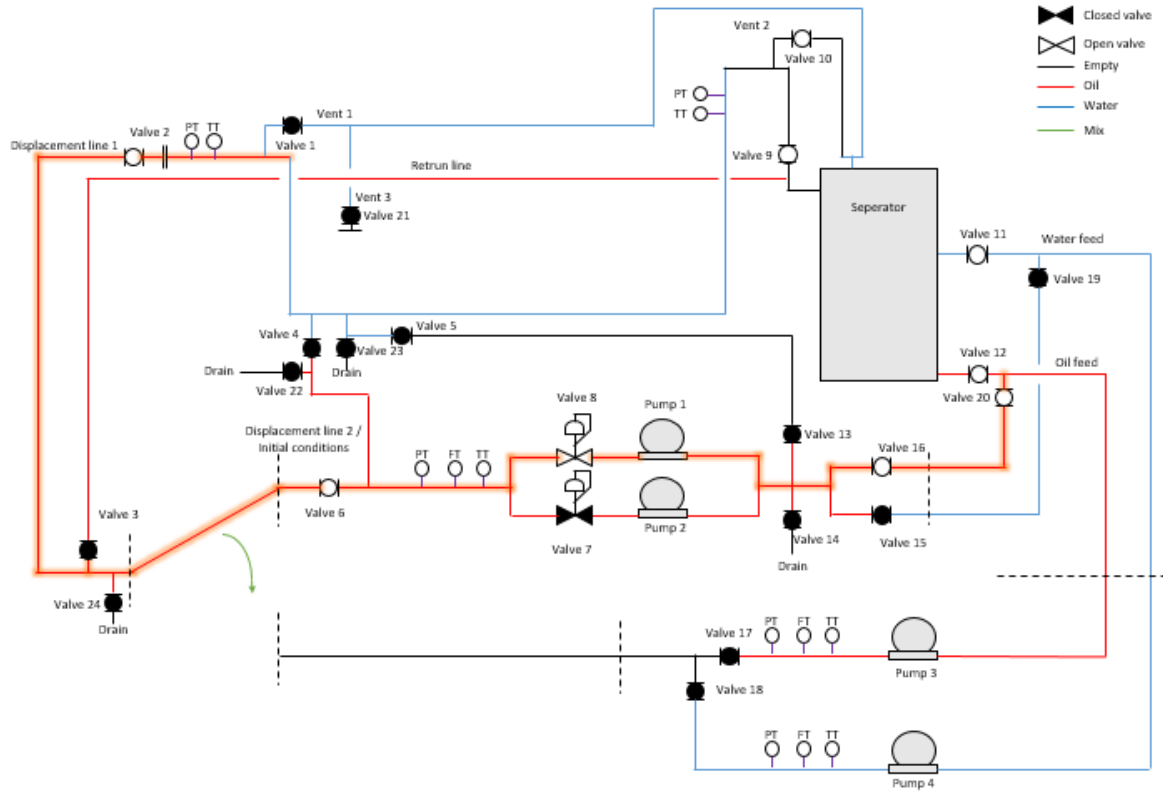 Closed valve
Open valve
Empty
Oil
Water
Mix
Vent 2
Valve 10
PT
TT
Vent 1
Valve 2
PT
TT
Displacement line 1
Valve 1
Valve 9
Retrun line
Vent 3
Valve 21
Seperator
Valve 11
Water feed
Valve 19
Valve 4
Valve 5
Valve 23
Drain
Drain
Valve 22
Valve 12
Oil feed
Valve 20
Valve 8
Pump 1
Displacement line 2 /
Initial conditions
Valve 13
Valve 16
PT
FT
TT
Valve 6
Pump 2
Valve 3
Valve 7
Valve 14
Valve 15
Drain
Valve 24
Drain
Valve 17
PT
FT
TT
Pump 3
Valve 18
PT
FT
TT
Pump 4